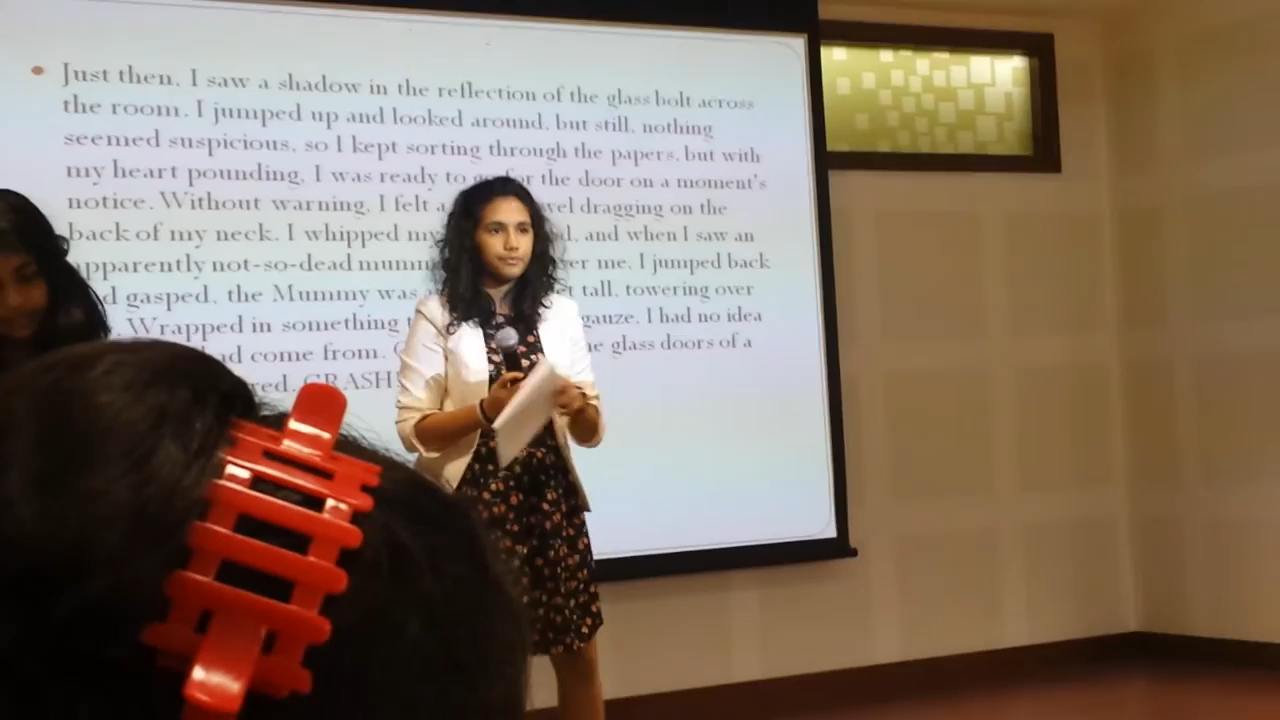 Just then, I saw a shadow in the reflection of the glass bolt across
the room. I jumped up and looked around, but still, nothing
seemed suspicious, so I kept sorting through the papers, but with
my heart pounding, I was ready to go for the door on a moment's
notice. Without warning, I felt a dragging on the
back of my neck. I whipped my and when I saw an
apparently not-so-dead me, I jumped back
gasped, the Mummy was tall, towering over
Wrapped in something gauze, I had no idea
come from. glass doors of a
CRASH